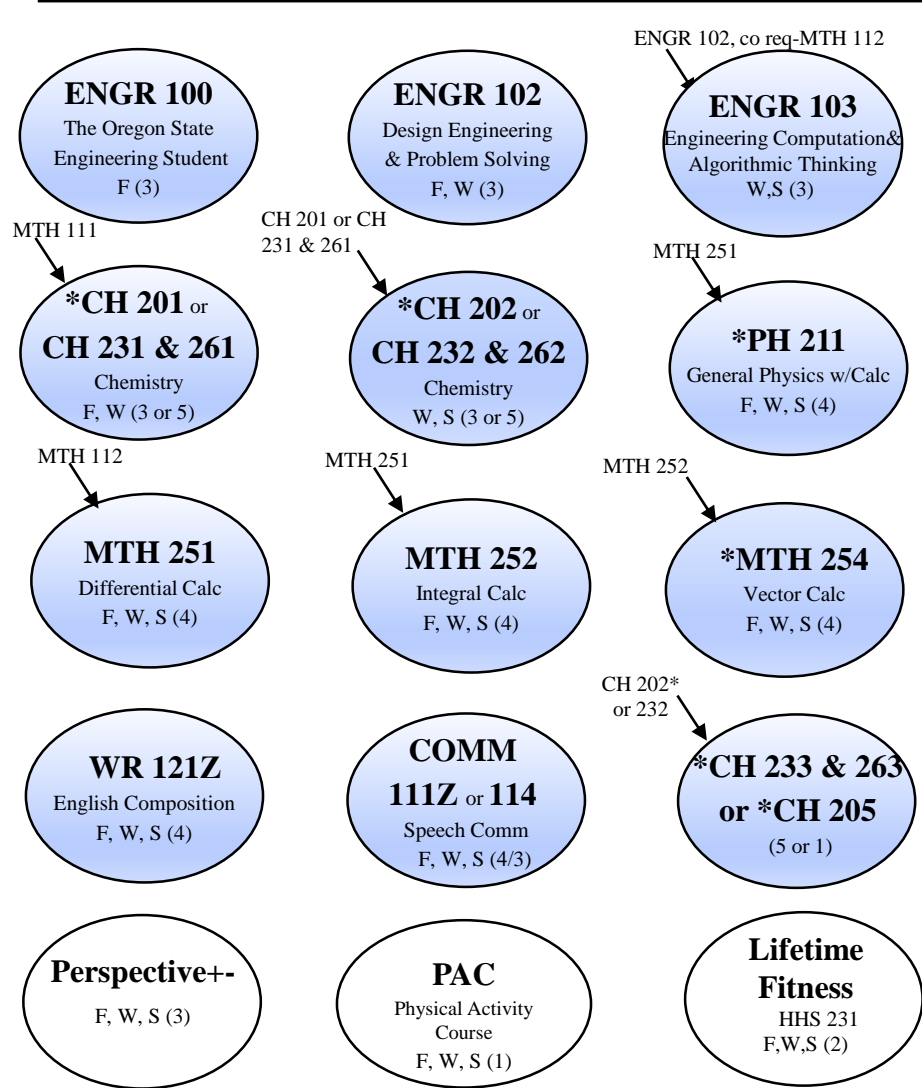 ENGR 102, co req-MTH 112
ENGR 100
The Oregon State
Engineering Student
F (3)
ENGR 102
Design Engineering
& Problem Solving
F, W (3)
ENGR 103
Engineering Computation&
Algorithmic Thinking
W,S (3)
MTH 111
*CH 201 or
CH 231 & 261
Chemistry
F, W (3 or 5)
CH 201 or CH
231 & 261
*CH 202 or
CH 232 & 262
Chemistry
W, S (3 or 5)
MTH 251
*PH 211
General Physics w/Calc
F, W, S (4)
MTH 112
MTH 251
Differential Calc
F, W, S (4)
MTH 251
MTH 252
Integral Calc
F, W, S (4)
MTH 252
*MTH 254
Vector Calc
F, W, S (4)
WR 121Z
English Composition
F, W, S (4)
COMM
111Z or 114
Speech Comm
F, W, S (4/3)
CH 202*
or 232
*CH 233 & 263
or *CH 205
(5 or 1)
Perspective+-
F, W, S (3)
PAC
Physical Activity
Course
F, W, S (1)
Lifetime
Fitness
HHS 231
F,W,S (2)